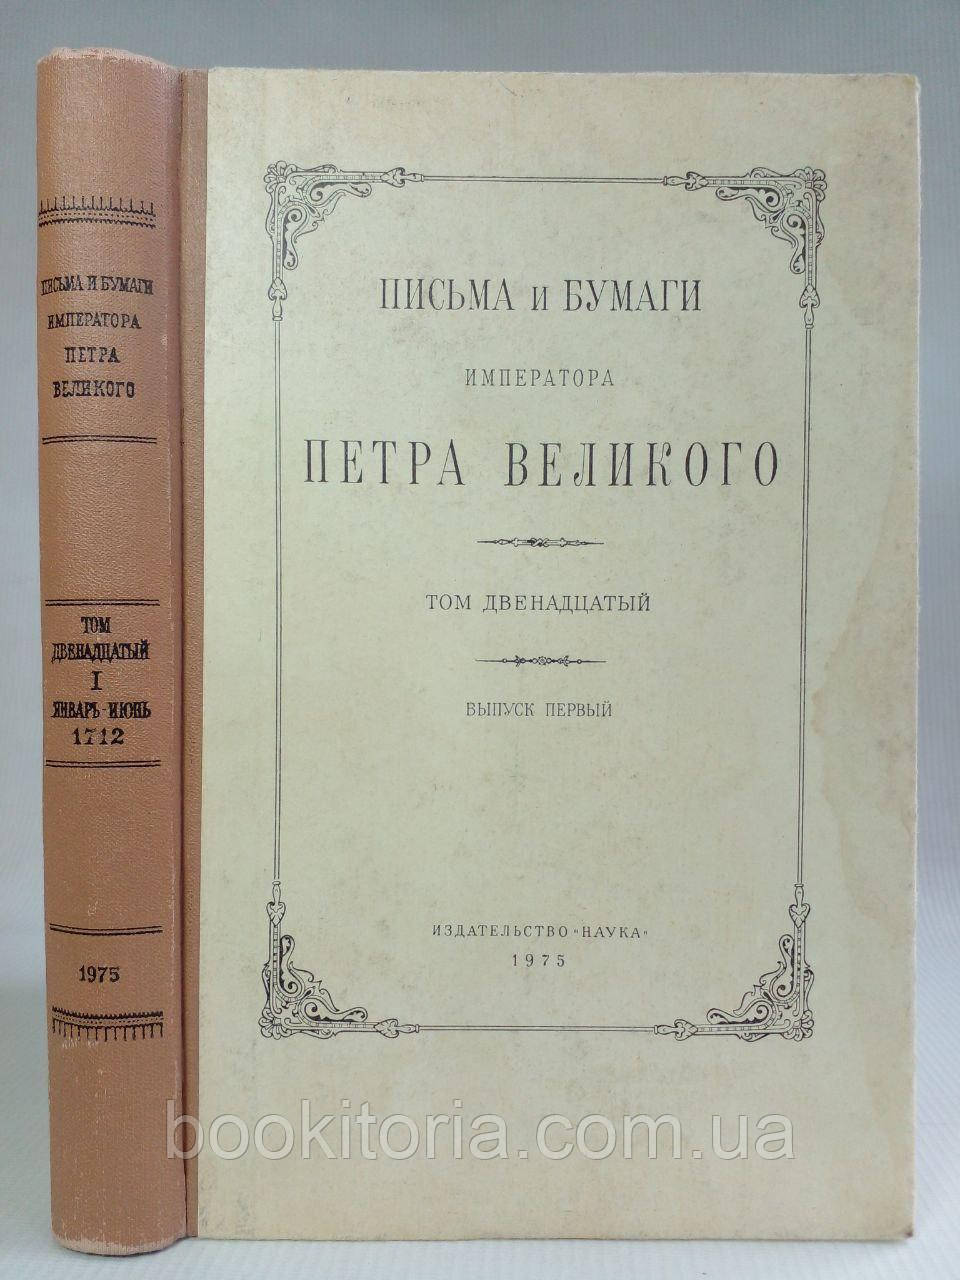 ПИСЬМА И БУМАГИ
ИМПЕРАТОРА
ПЕТРА
ВЕЛИКОГО
ТОМ
ДВЕНАДЦАТЫЙ
I
ЯНВАРЬ-ИЮНЬ
1712
1975
ПИСЬМА И БУМАГИ
ИМПЕРАТОРА
ПЕТРА ВЕЛИКОГО
ТОМ ДВЕНАДЦАТЫЙ
ВЫПУСК ПЕРВЫЙ
ИЗДАТЕЛЬСТВО "НАУКА"
1975
bookitoria.com.ua